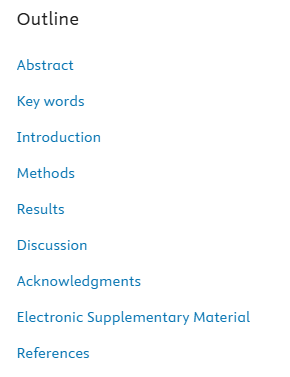 Outline
Abstract
Key words
Introduction
Methods
Results
Discussion
Acknowledgments
Electronic Supplementary Material
References